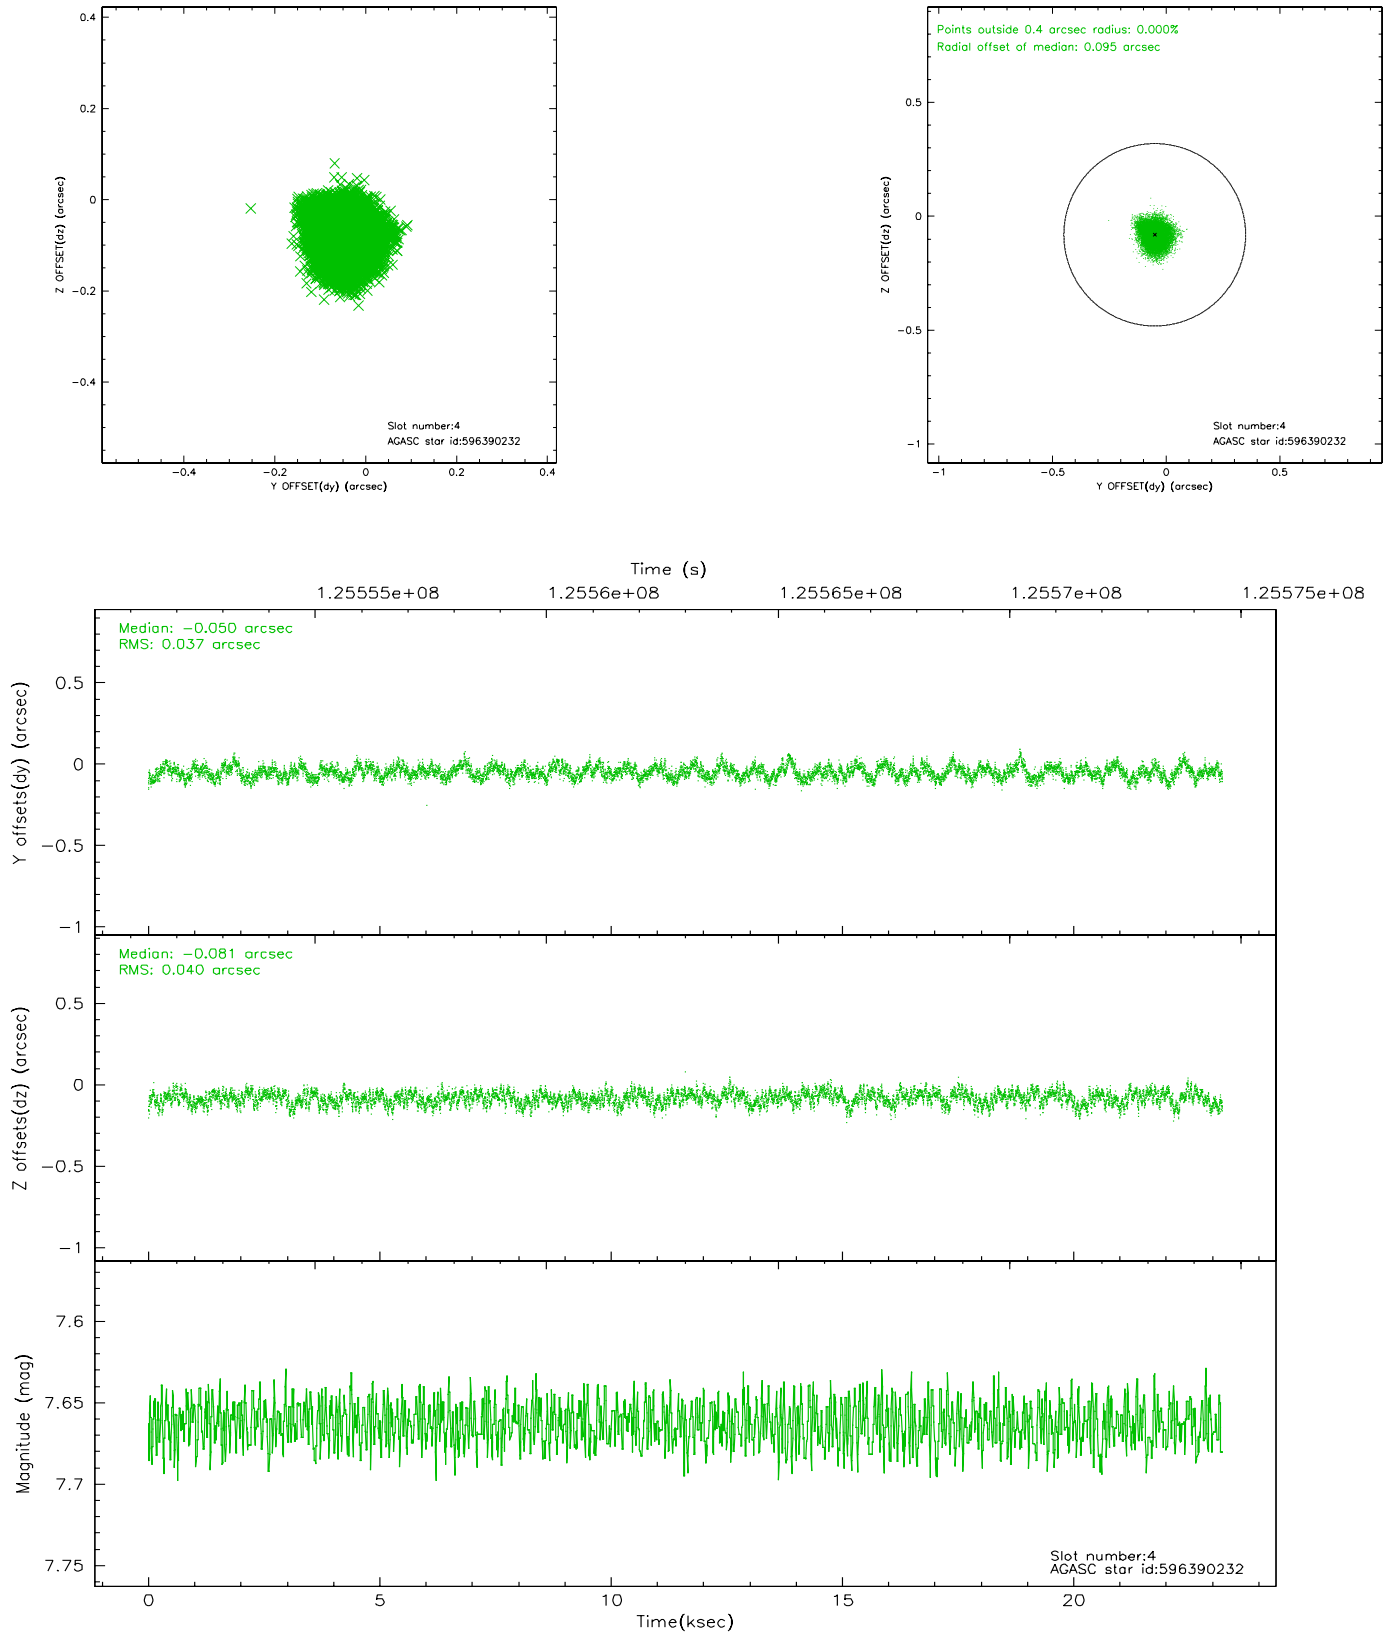 0.4
0.2
0
−0.2
−0.4
Z OFFSET(dz) (arcsec)
Slot number:4
AGASC star id:596390232
−0.4 −0.2 0 0.2 0.4
Y OFFSET(dy) (arcsec)
Points outside 0.4 arcsec radius: 0.000%
Radial offset of median: 0.095 arcsec
0.5
0
−0.5
−1
Z OFFSET(dz) (arcsec)
Slot number:4
AGASC star id:596390232
−1 −0.5 0 0.5
Y OFFSET(dy) (arcsec)
Time (s)
1.25555e+08 1.2556e+08 1.25565e+08 1.2557e+08 1.25575e+08
Median: −0.050 arcsec
RMS: 0.037 arcsec
0.5
0
−0.5
−1
Y offsets(dy) (arcsec)
Median: −0.081 arcsec
RMS: 0.040 arcsec
0.5
0
−0.5
−1
Z offsets(dz) (arcsec)
7.6
7.65
7.7
7.75
Magnitude (mag)
Slot number:4
AGASC star id:596390232
0 5 10 15 20
Time(ksec)